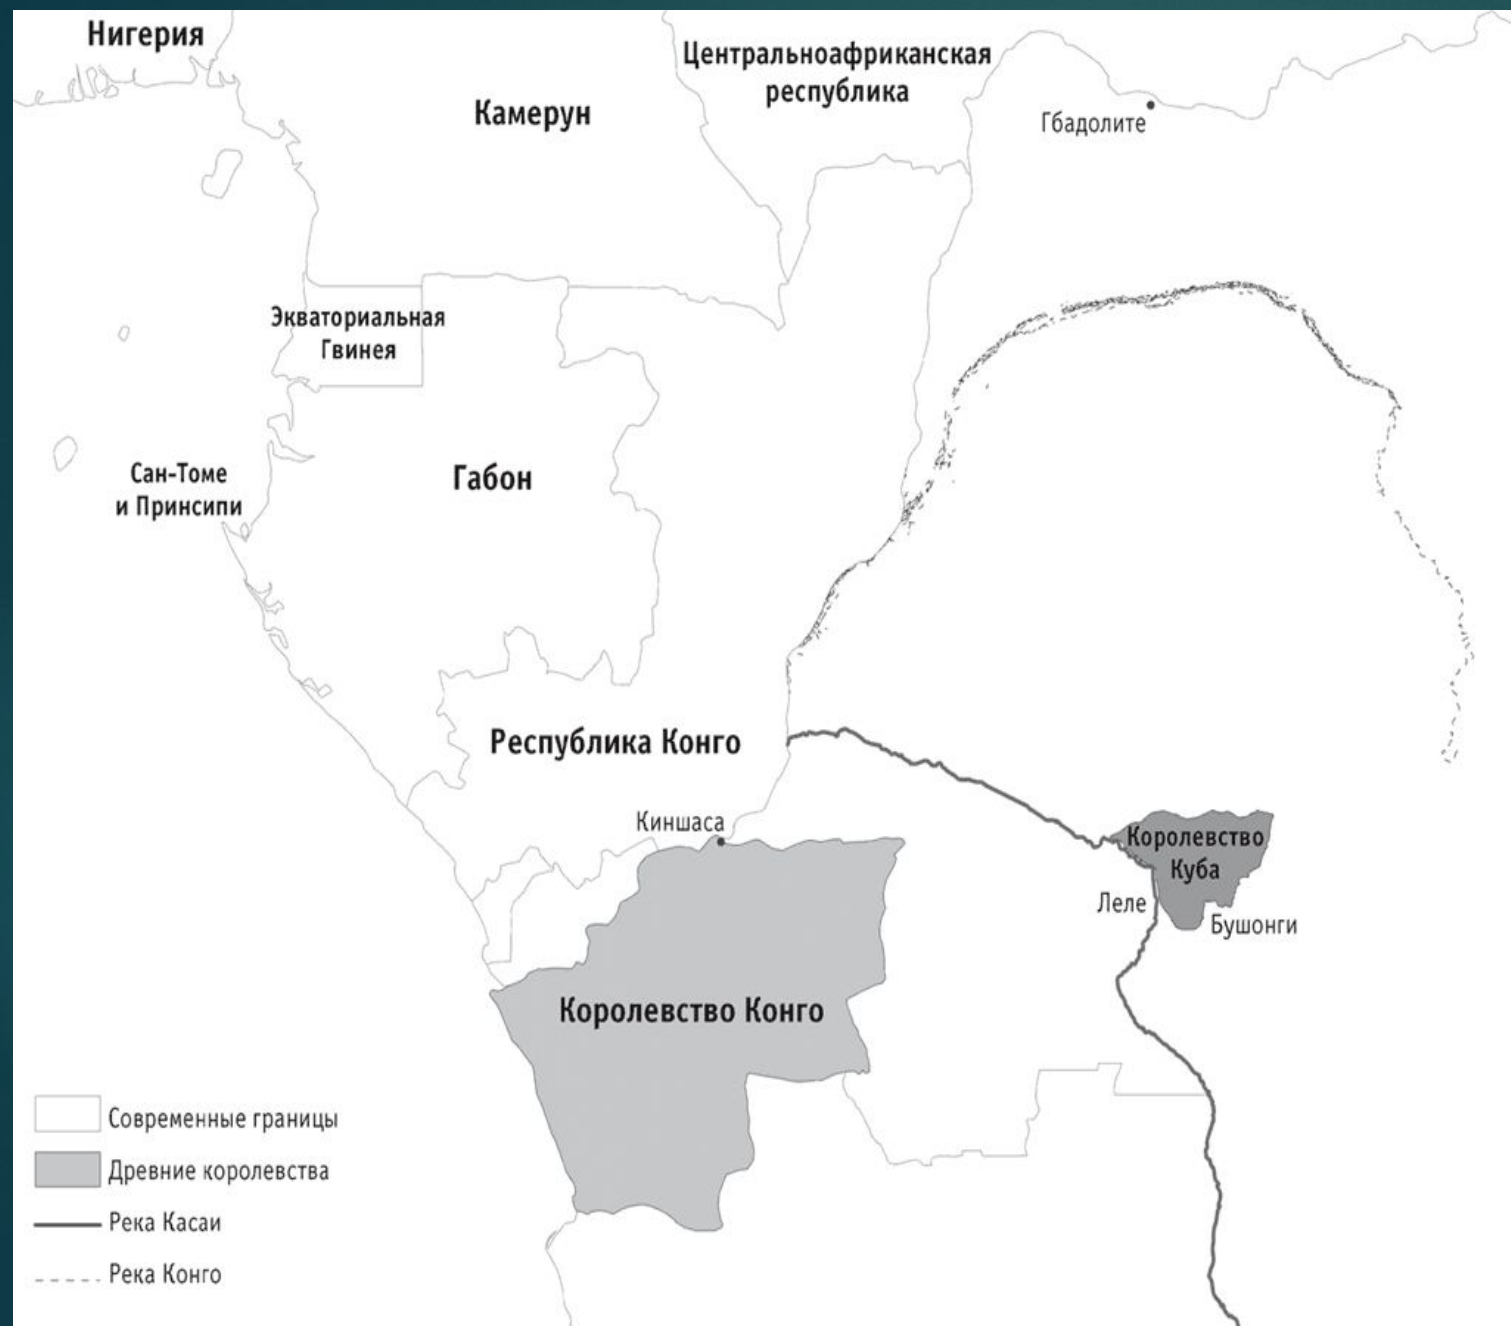 Нигерия
Центральноафриканская
республика
Камерун
Гбадолите
Экваториальная
Гвинея
Сан-Томе
и Принсипи
Габон
Республика Конго
Киншаса
Королевство
Куба
Леле
Бушонги
Королевство Конго
Современные границы
Древние королевства
Река Касаи
Река Конго